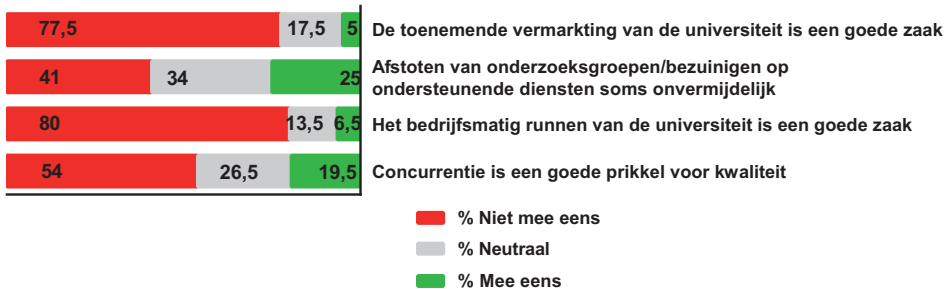 77,5 17,5 5 De toenemende vermarkting van de universiteit is een goede zaak
41 34 25 Afstoten van onderzoeksgroepen/bezuinigen op
ondersteunende diensten soms onvermijdelijk
80 13,5 6,5 Het bedrijfsmatig runnen van de universiteit is een goede zaak
54 26,5 19,5 Concurrentie is een goede prikkel voor kwaliteit
% Niet mee eens
% Neutraal
% Mee eens